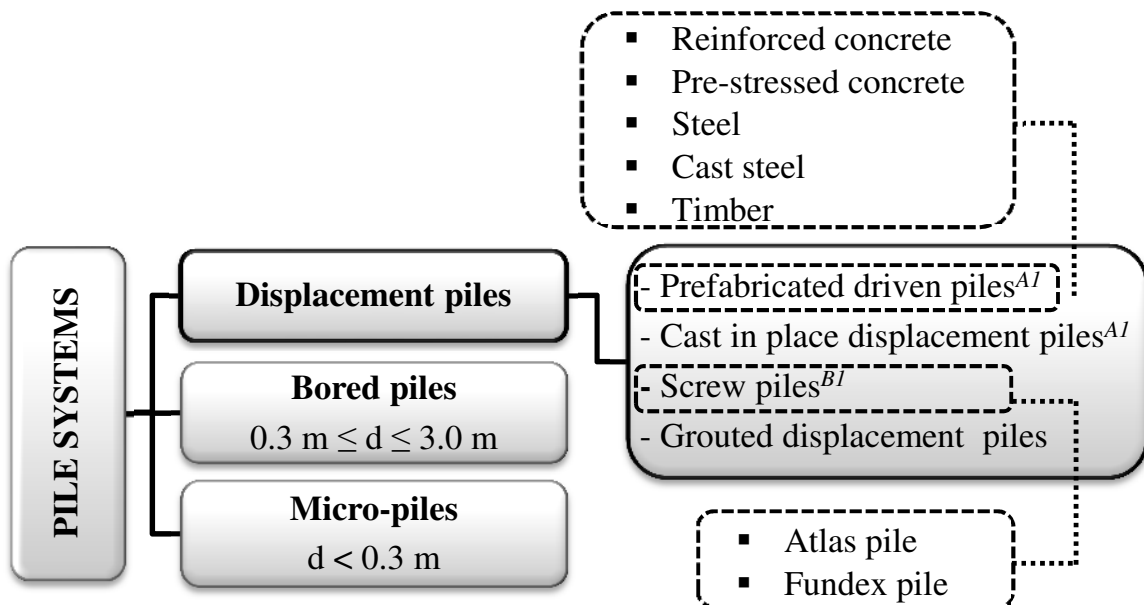 ▪ Reinforced concrete
▪ Pre-stressed concrete
▪ Steel
▪ Cast steel
▪ Timber
PILE SYSTEMS
Displacement piles
Bored piles
0.3 m ≤ d ≤ 3.0 m
Micro-piles
d < 0.3 m
- Prefabricated driven piles^A1
- Cast in place displacement piles^A1
- Screw piles^B1
- Grouted displacement piles
▪ Atlas pile
▪ Fundex pile